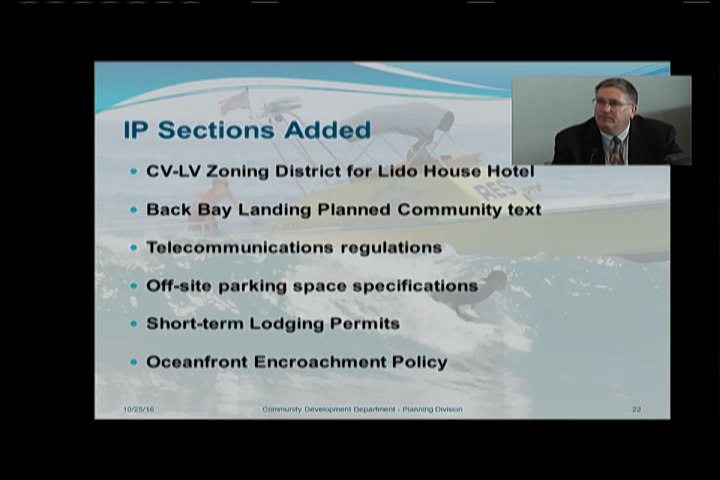 IP Sections Added
• CV-LV Zoning District for Lido House Hotel
• Back Bay Landing Planned Community text
• Telecommunications regulations
• Off-site parking space specifications
• Short-term Lodging Permits
• Oceanfront Encroachment Policy
RES
10/25/16 Community Development Department - Planning Division 22